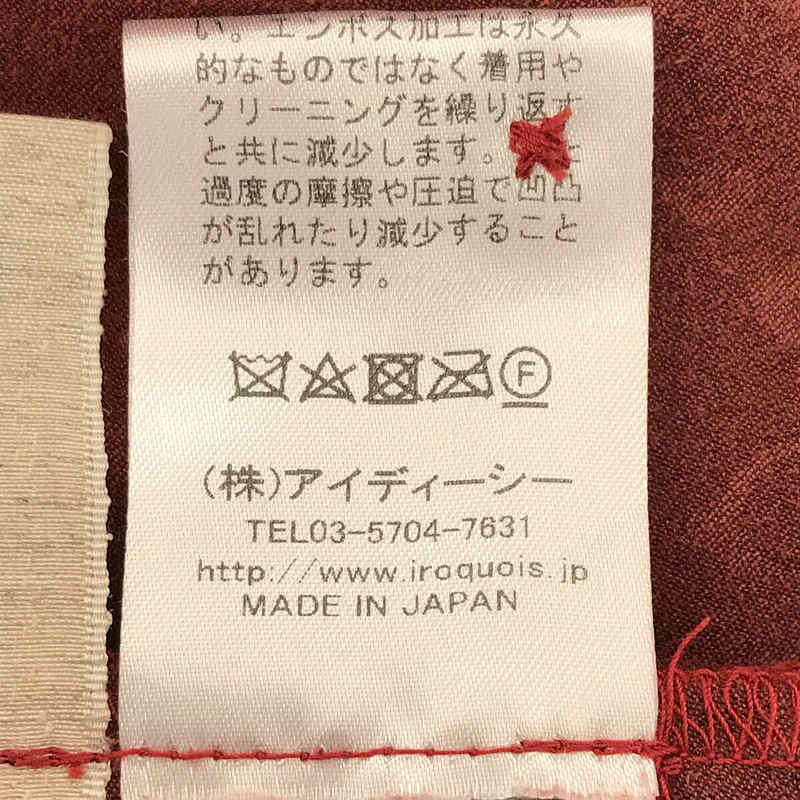 い。エンボス加工は永久
的なものではなく着用や
クリーニングを繰り返す
と共に減少します。
過度の摩擦や圧迫で凹凸
が乱れたり減少すること
があります。
F
(株)アイディーシー
TEL03-5704-7631
http://www.iroquois.jp
MADE IN JAPAN